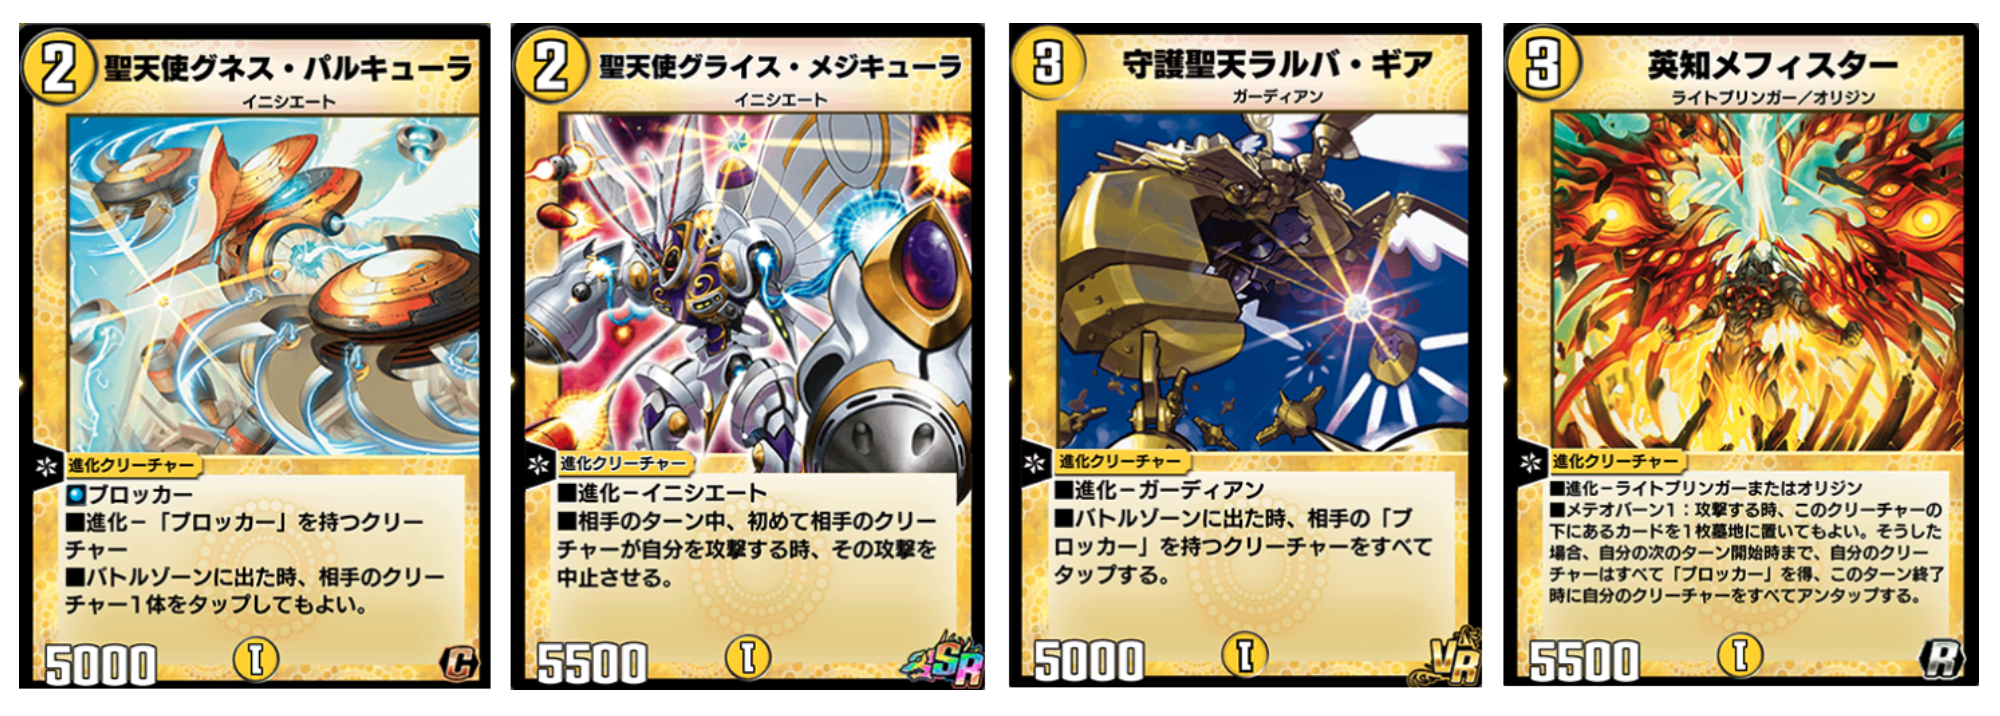 2
聖天使グネス・パルキューラ
イニシエート
進化クリーチャー
ブロッカー
■進化－「ブロッカー」を持つクリー
チャー
■バトルゾーンに出た時、相手のクリー
チャー1体をタップしてもよい。
5000
1
C
2
聖天使グライス・メジキューラ
イニシエート
進化クリーチャー
■進化－イニシエート
■相手のターン中、初めて相手のクリー
チャーが自分を攻撃する時、その攻撃を
中止させる。
5500
1
SR
3
守護聖天ラルバ・ギア
ガーディアン
進化クリーチャー
■進化－ガーディアン
■バトルゾーンに出た時、相手の「ブ
ロッカー」を持つクリーチャーをすべて
タップする。
5000
1
VR
3
英知メフィスター
ライトブリンガー／オリジン
進化クリーチャー
■進化－ライトブリンガーまたはオリジン
■メテオバーン1：攻撃する時、このクリーチャーの
下にあるカードを1枚墓地に置いてもよい。そうした
場合、自分の次のターン開始時まで、自分のクリー
チャーはすべて「ブロッカー」を得、このターン終了
時に自分のクリーチャーをすべてアンタップする。
5500
1
R